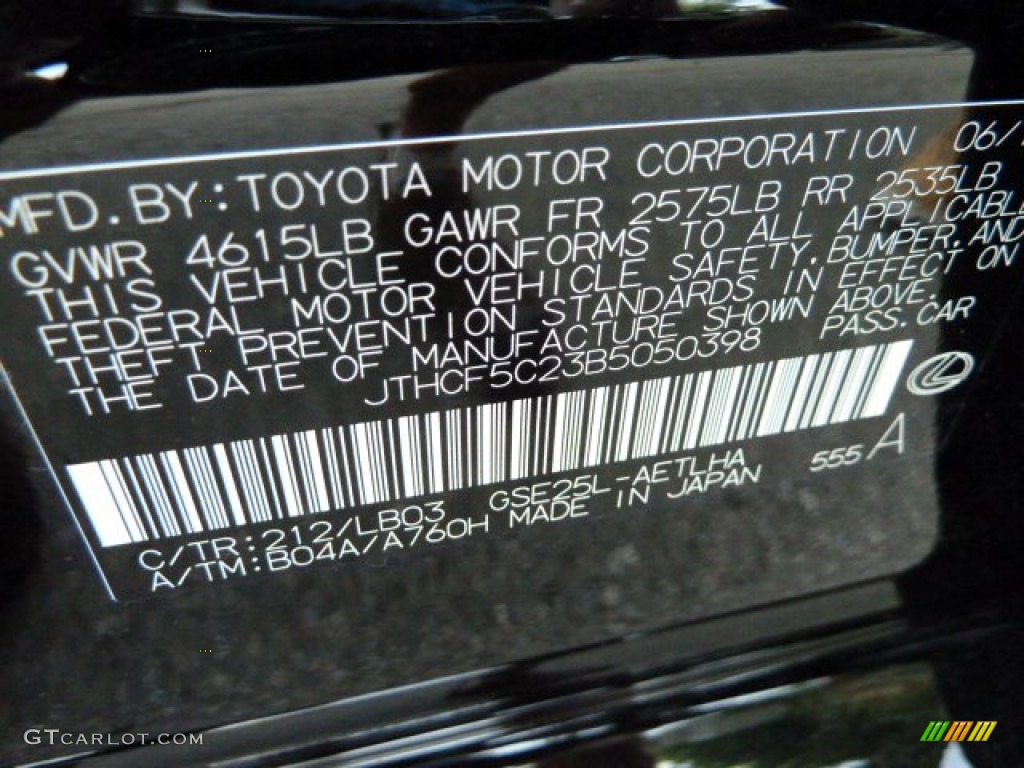 MFD. BY: TOYOTA MOTOR CORPORATION 06/
GVWR 4615LB GAWR FR 2575LB RR 2535LB
THIS VEHICLE CONFORMS TO ALL APPLICABLE
FEDERAL MOTOR VEHICLE SAFETY, BUMPER, AND
THEFT PREVENTION STANDARDS IN EFFECT ON
THE DATE OF MANUFACTURE SHOWN ABOVE.
JTHCF5C23B5050398 PASS. CAR
C/TR:212/LB03 GSE25L-AETLHA 555 A
A/TM:B04A/A760H MADE IN JAPAN
GTCARLOT.COM